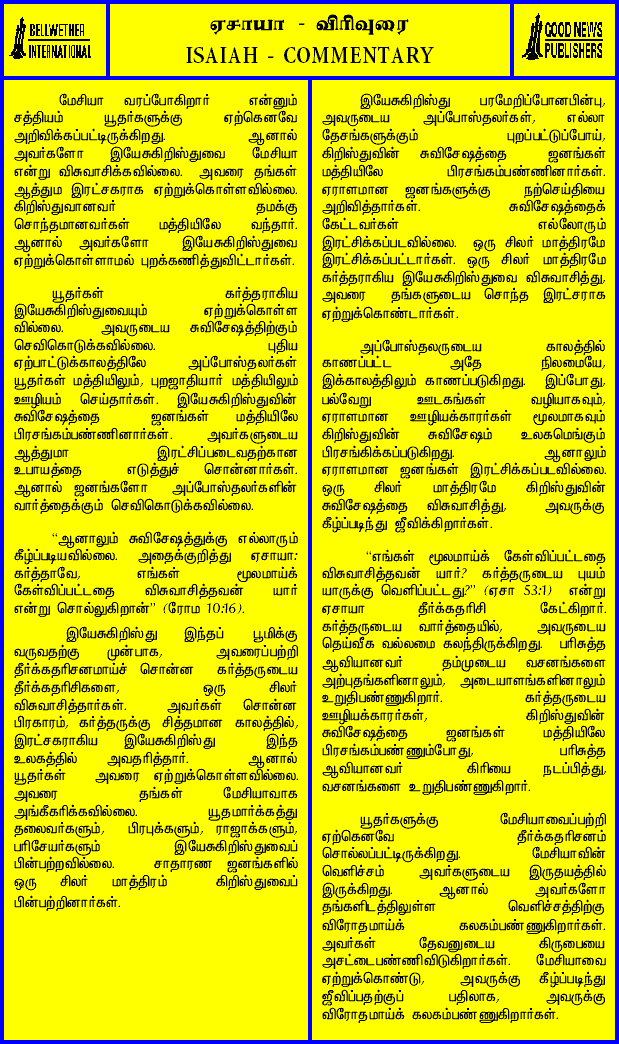 BELLWETHER
INTERNATIONAL
ஏசாயா - விரிவுரை
ISAIAH - COMMENTARY
GOOD NEWS
PUBLISHERS
மேசியா வரப்போகிறார் என்னும்
சத்தியம் யூதர்களுக்கு ஏற்கெனவே
அறிவிக்கப்பட்டிருக்கிறது. ஆனால்
அவர்களோ இயேசுகிறிஸ்துவை மேசியா
என்று விசுவாசிக்கவில்லை. அவரை தங்கள்
ஆத்தும இரட்சகராக ஏற்றுக்கொள்ளவில்லை.
கிறிஸ்துவானவர் தமக்கு
சொந்தமானவர்கள் மத்தியிலே வந்தார்.
ஆனால் அவர்களோ இயேசுகிறிஸ்துவை
ஏற்றுக்கொள்ளாமல் புறக்கணித்துவிட்டார்கள்.
யூதர்கள் கர்த்தராகிய
இயேசுகிறிஸ்துவையும் ஏற்றுக்கொள்ள
வில்லை. அவருடைய சுவிசேஷத்திற்கும்
செவிகொடுக்கவில்லை. புதிய
ஏற்பாட்டுக்காலத்திலே அப்போஸ்தலர்கள்
யூதர்கள் மத்தியிலும், புறஜாதியார் மத்தியிலும்
ஊழியம் செய்தார்கள். இயேசுகிறிஸ்துவின்
சுவிசேஷத்தை ஜனங்கள் மத்தியிலே
பிரசங்கம்பண்ணினார்கள். அவர்களுடைய
ஆத்துமா இரட்சிப்படைவதற்கான
உபாயத்தை எடுத்துச் சொன்னார்கள்.
ஆனால் ஜனங்களோ அப்போஸ்தலர்களின்
வார்த்தைக்கும் செவிகொடுக்கவில்லை.
“ஆனாலும் சுவிசேஷத்துக்கு எல்லாரும்
கீழ்ப்படியவில்லை. அதைக்குறித்து ஏசாயா:
கர்த்தாவே, எங்கள் மூலமாய்க்
கேள்விப்பட்டதை விசுவாசித்தவன் யார்
என்று சொல்லுகிறான்” (ரோம 10:16).
இயேசுகிறிஸ்து இந்தப் பூமிக்கு
வருவதற்கு முன்பாக, அவரைப்பற்றி
தீர்க்கதரிசனமாய்ச் சொன்ன கர்த்தருடைய
தீர்க்கதரிசிகளை, ஒரு சிலர்
விசுவாசித்தார்கள். அவர்கள் சொன்ன
பிரகாரம், கர்த்தருக்கு சித்தமான காலத்தில்,
இரட்சகராகிய இயேசுகிறிஸ்து இந்த
உலகத்தில் அவதரித்தார். ஆனால்
யூதர்கள் அவரை ஏற்றுக்கொள்ளவில்லை.
அவரை தங்கள் மேசியாவாக
அங்கீகரிக்கவில்லை. யூதமார்க்கத்து
தலைவர்களும், பிரபுக்களும், ராஜாக்களும்,
பரிசேயர்களும் இயேசுகிறிஸ்துவைப்
பின்பற்றவில்லை. சாதாரண ஜனங்களில்
ஒரு சிலர் மாத்திரம் கிறிஸ்துவைப்
பின்பற்றினார்கள்.
இயேசுகிறிஸ்து பரமேறிப்போனபின்பு,
அவருடைய அப்போஸ்தலர்கள், எல்லா
தேசங்களுக்கும் புறப்பட்டுப்போய்,
கிறிஸ்துவின் சுவிசேஷத்தை ஜனங்கள்
மத்தியிலே பிரசங்கம்பண்ணினார்கள்.
ஏராளமான ஜனங்களுக்கு நற்செய்தியை
அறிவித்தார்கள். சுவிசேஷத்தைக்
கேட்டவர்கள் எல்லோரும்
இரட்சிக்கப்படவில்லை. ஒரு சிலர் மாத்திரமே
இரட்சிக்கப்பட்டார்கள். ஒரு சிலர் மாத்திரமே
கர்த்தராகிய இயேசுகிறிஸ்துவை விசுவாசித்து,
அவரை தங்களுடைய சொந்த இரட்சராக
ஏற்றுக்கொண்டார்கள்.
அப்போஸ்தலருடைய காலத்தில்
காணப்பட்ட அதே நிலமையே,
இக்காலத்திலும் காணப்படுகிறது. இப்போது,
பல்வேறு ஊடகங்கள் வழியாகவும்,
ஏராளமான ஊழியக்காரர்கள் மூலமாகவும்
கிறிஸ்துவின் சுவிசேஷம் உலகமெங்கும்
பிரசங்கிக்கப்படுகிறது. ஆனாலும்
ஏராளமான ஜனங்கள் இரட்சிக்கப்படவில்லை.
ஒரு சிலர் மாத்திரமே கிறிஸ்துவின்
சுவிசேஷத்தை விசுவாசித்து, அவருக்கு
கீழ்ப்படிந்து ஜீவிக்கிறார்கள்.
“எங்கள் மூலமாய்க் கேள்விப்பட்டதை
விசுவாசித்தவன் யார்? கர்த்தருடைய புயம்
யாருக்கு வெளிப்பட்டது?” (ஏசா 53:1) என்று
ஏசாயா தீர்க்கதரிசி கேட்கிறார்.
கர்த்தருடைய வார்த்தையில், அவருடைய
தெய்வீக வல்லமை கலந்திருக்கிறது. பரிசுத்த
ஆவியானவர் தம்முடைய வசனங்களை
அற்புதங்களினாலும், அடையாளங்களினாலும்
உறுதிபண்ணுகிறார். கர்த்தருடைய
ஊழியக்காரர்கள், கிறிஸ்துவின்
சுவிசேஷத்தை ஜனங்கள் மத்தியிலே
பிரசங்கம்பண்ணும்போது, பரிசுத்த
ஆவியானவர் கிரியை நடப்பித்து,
வசனங்களை உறுதிபண்ணுகிறார்.
யூதர்களுக்கு மேசியாவைப்பற்றி
ஏற்கெனவே தீர்க்கதரிசனம்
சொல்லப்பட்டிருக்கிறது. மேசியாவின்
வெளிச்சம் அவர்களுடைய இருதயத்தில்
இருக்கிறது. ஆனால் அவர்களோ
தங்களிடத்திலுள்ள வெளிச்சத்திற்கு
விரோதமாய்க் கலகம்பண்ணுகிறார்கள்.
அவர்கள் தேவனுடைய கிருபையை
அசட்டைபண்ணிவிடுகிறார்கள். மேசியாவை
ஏற்றுக்கொண்டு, அவருக்கு கீழ்ப்படிந்து
ஜீவிப்பதற்குப் பதிலாக, அவருக்கு
விரோதமாய்க் கலகம்பண்ணுகிறார்கள்.